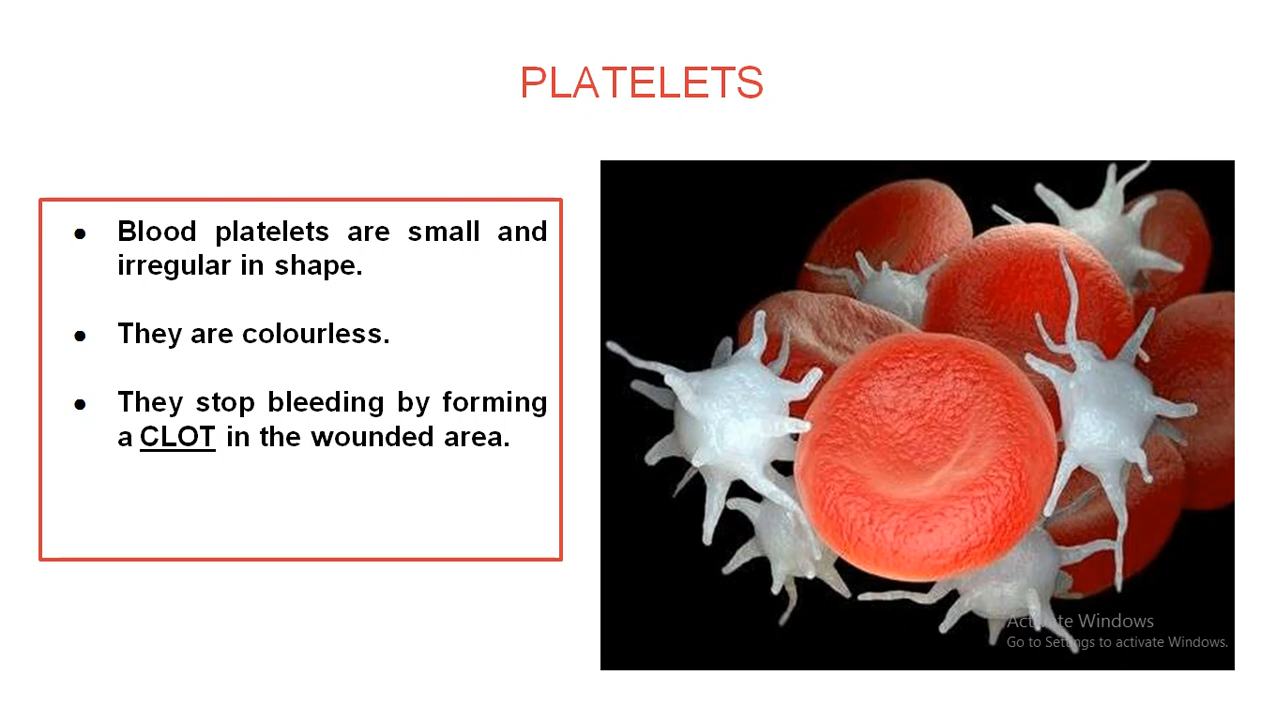 PLATELETS
● Blood platelets are small and
irregular in shape.
● They are colourless.
● They stop bleeding by forming
a CLOT in the wounded area.
Activate Windows
Go to Settings to activate Windows.